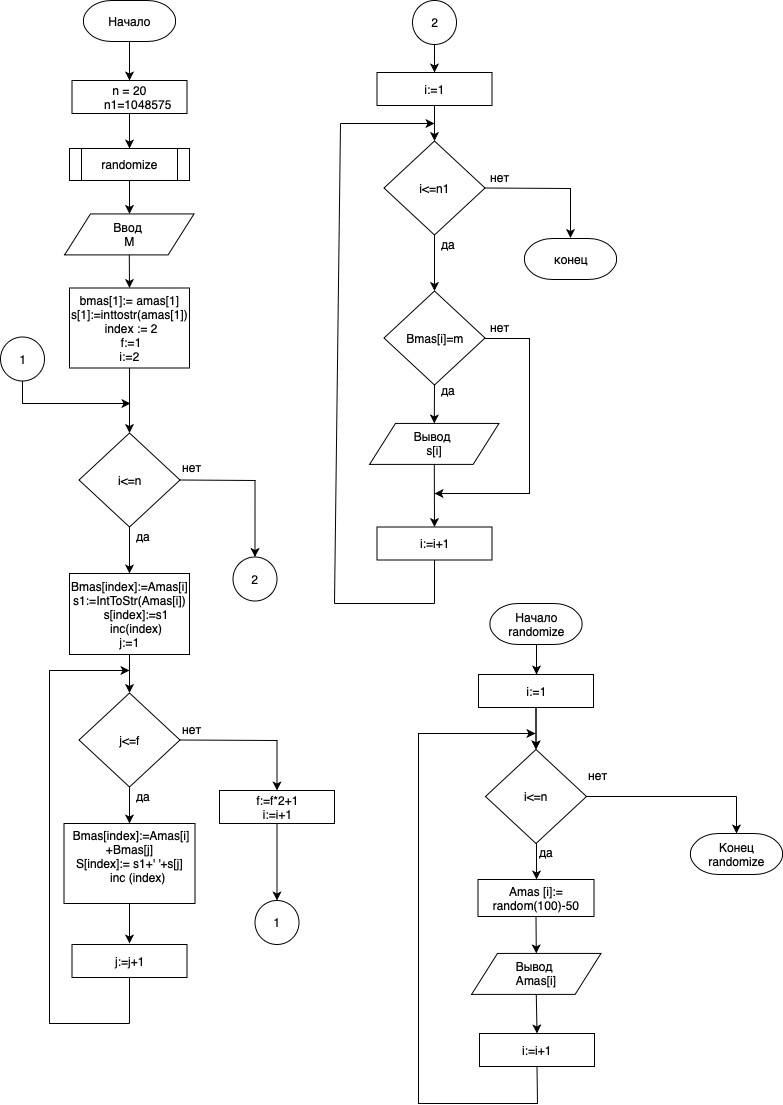 Начало
n = 20
n1=1048575
randomize
Ввод
M
bmas[1]:= amas[1]
s[1]:=inttostr(amas[1])
index := 2
f:=1
i:=2
1
i<=n
нет
да
2
Bmas[index]:=Amas[i]
s1:=IntToStr(Amas[i])
s[index]:=s1
inc(index)
j:=1
j<=f
нет
да
f:=f*2+1
i:=i+1
Bmas[index]:=Amas[i]
+Bmas[j]
S[index]:= s1+' '+s[j]
inc (index)
1
j:=j+1
2
i:=1
i<=n1
нет
да
конец
Bmas[i]=m
нет
да
Вывод
s[i]
i:=i+1
Начало
randomize
i:=1
i<=n
нет
да
Конец
randomize
Amas [i]:=
random(100)-50
Вывод
Amas[i]
i:=i+1